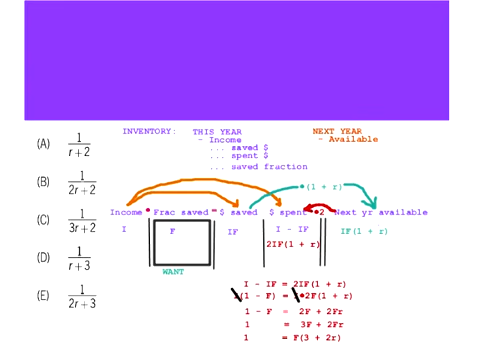 INVENTORY: THIS YEAR NEXT YEAR
- Income - Available
... saved $
... spent $
... saved fraction
(A) 1/(r+2)
(B) 1/(2r+2)
(C) 1/(3r+2)
(D) 1/(r+3)
(E) 1/(2r+3)
•(1 + r)
Income • Frac saved = $ saved $ spent •2 Next yr available
I F IF I - IF IF(1 + r)
2IF(1 + r)
WANT
I - IF = 2IF(1 + r)
I(1 - F) = I•2F(1 + r)
1 - F = 2F + 2Fr
1 = 3F + 2Fr
1 = F(3 + 2r)